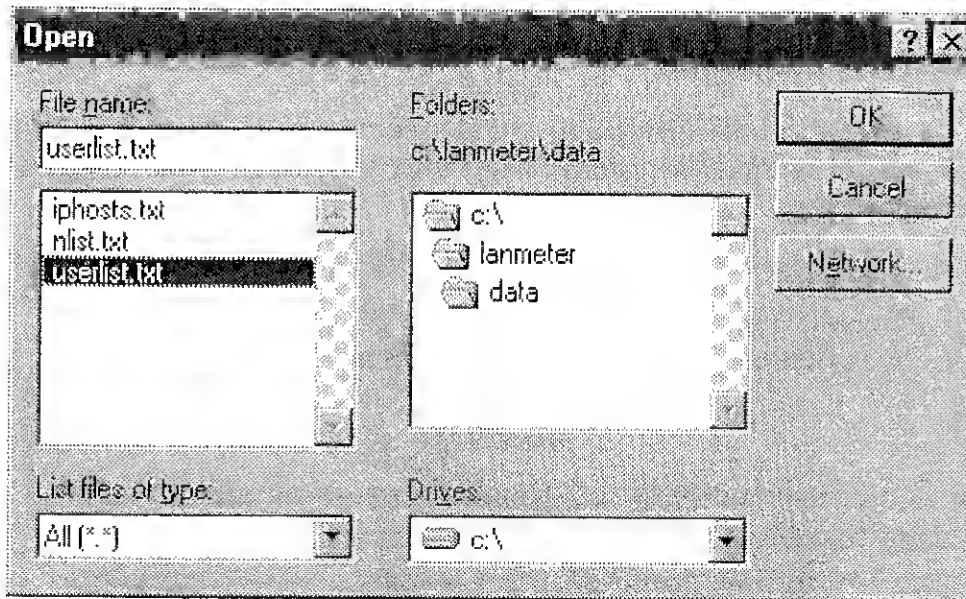 Open
File name:
userlist.txt
iphosts.txt
nlist.txt
userlist.txt
List files of type:
All (*.*)
Folders:
c:\lanmeter\data
c:\
lanmeter
data
Drives:
c:\
OK
Cancel
Network...